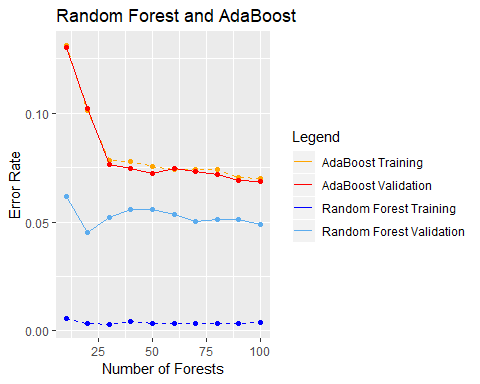 Random Forest and AdaBoost
Error Rate
0.10
0.05
0.00
25
50
75
100
Number of Forests
Legend
AdaBoost Training
AdaBoost Validation
Random Forest Training
Random Forest Validation